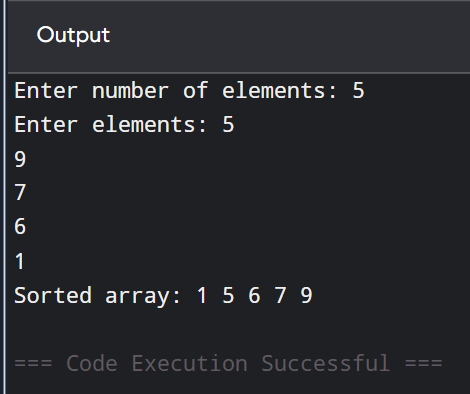 Output
Enter number of elements: 5
Enter elements: 5
9
7
6
1
Sorted array: 1 5 6 7 9
=== Code Execution Successful ===